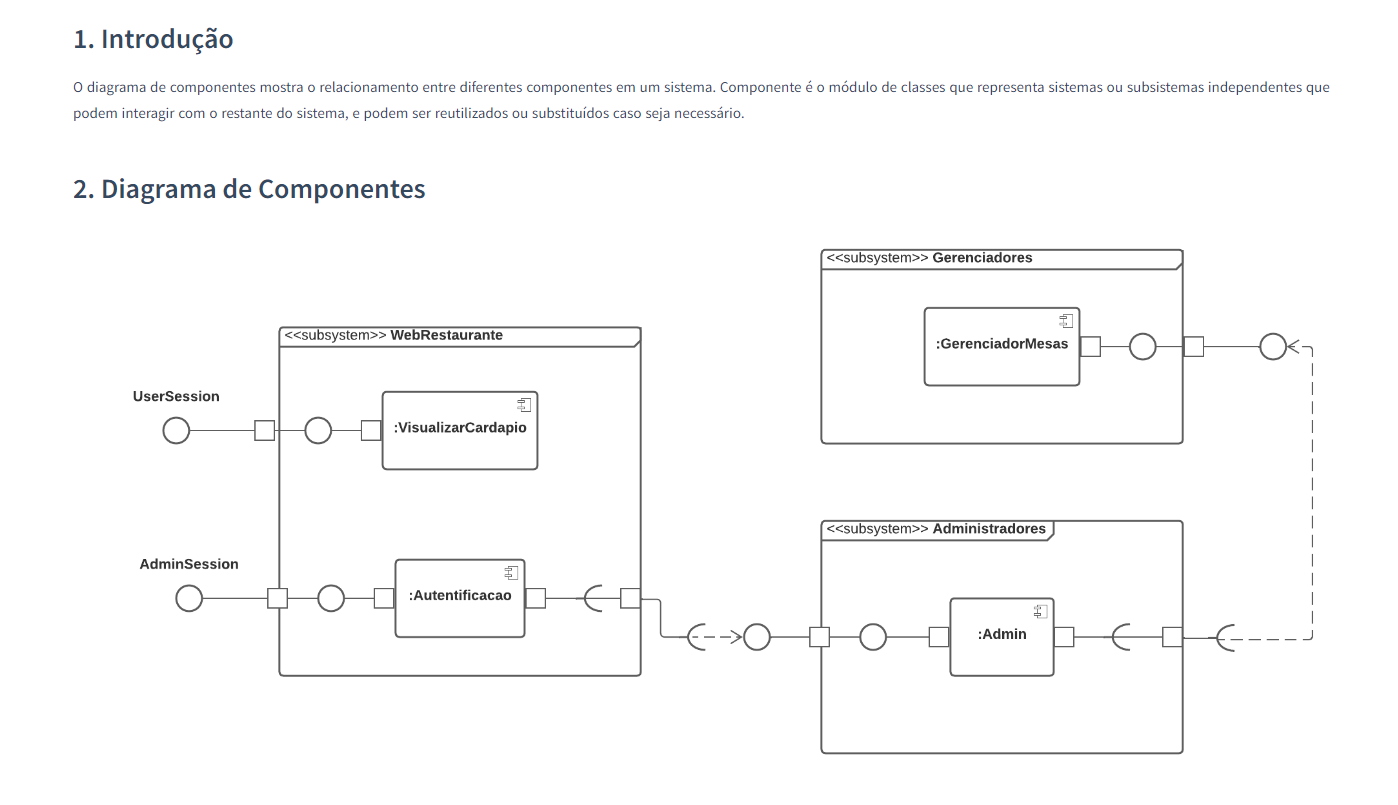 1. Introdução
O diagrama de componentes mostra o relacionamento entre diferentes componentes em um sistema. Componente é o módulo de classes que representa sistemas ou subsistemas independentes que
podem interagir com o restante do sistema, e podem ser reutilizados ou substituídos caso seja necessário.
2. Diagrama de Componentes
<<subsystem>> Gerenciadores
:GerenciadorMesas
<<subsystem>> WebRestaurante
UserSession
:VisualizarCardapio
AdminSession
:Autentificacao
<<subsystem>> Administradores
:Admin